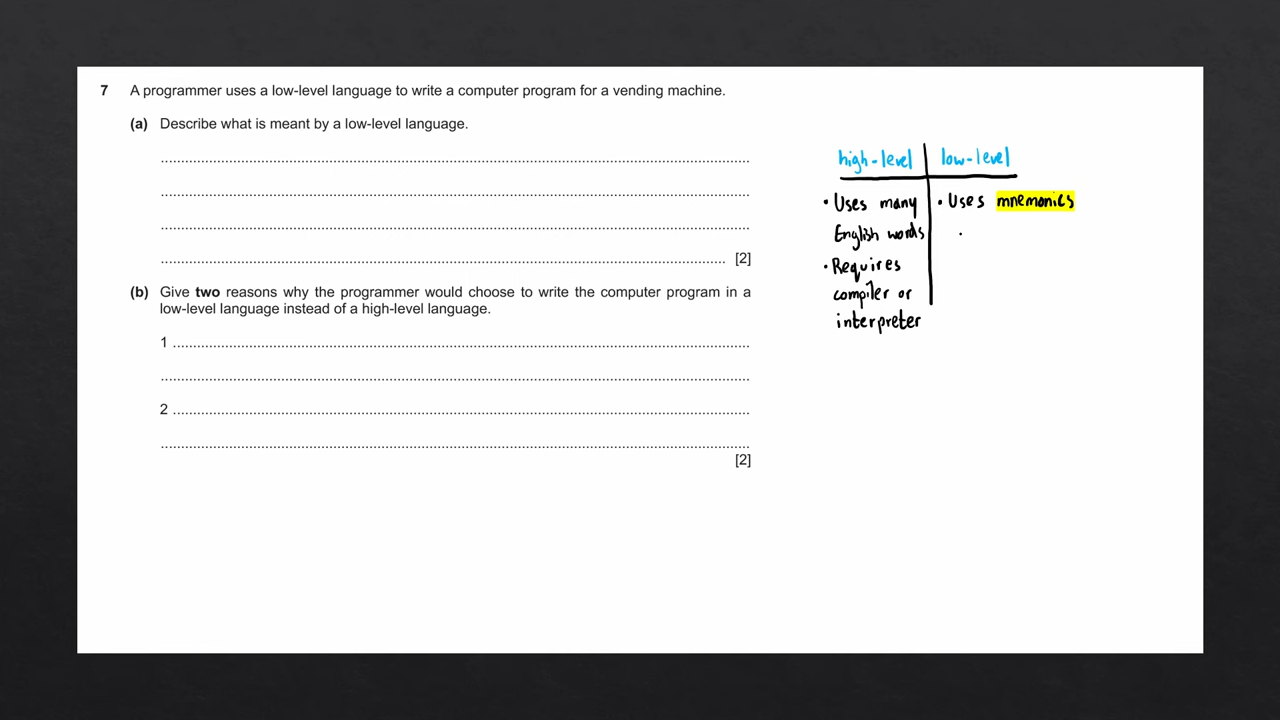 7 A programmer uses a low-level language to write a computer program for a vending machine.
(a) Describe what is meant by a low-level language.
[2]
(b) Give two reasons why the programmer would choose to write the computer program in a
low-level language instead of a high-level language.
1
2
[2]
high-level
low-level
• Uses many
English words
• Requires
compiler or
interpreter
• Uses mnemonics